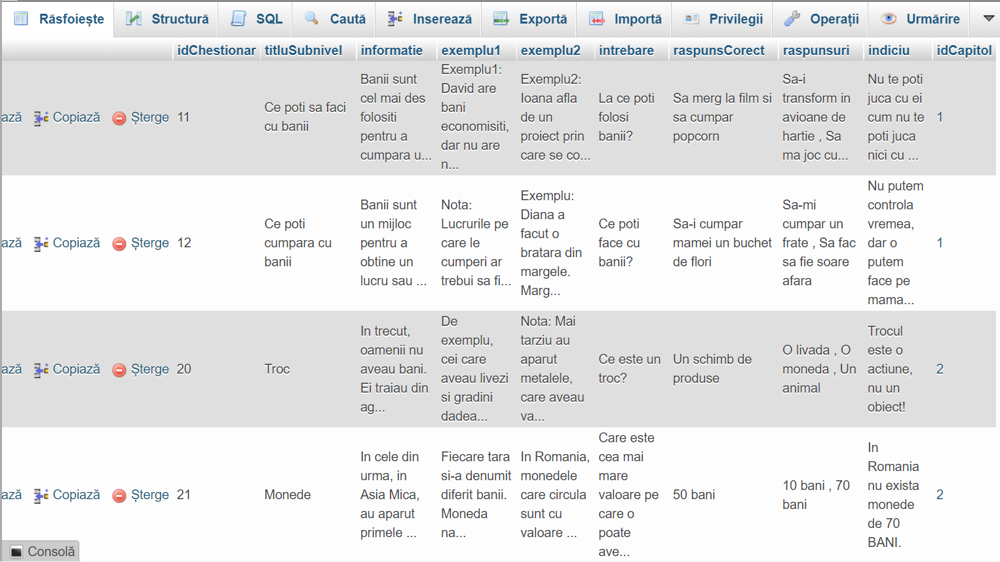 Răsfoiește Structură SQL Caută Inserează Exportă Importă Privilegii Operații Urmărire
idChestionar titluSubnivel informatie exemplu1 exemplu2 intrebare raspunsCorect raspunsuri indiciu idCapitol
ază Copiază Șterge 11
Ce poti sa faci
cu banii
Banii sunt
cel mai des
folositi
pentru a
cumpara u...
Exemplu1:
David are
bani
economisiti,
dar nu are
n...
Exemplu2:
Ioana afla
de un
proiect prin
care se co...
La ce poti
folosi
banii?
Sa merg la film si
sa cumpar
popcorn
Sa-i
transform in
avioane de
hartie , Sa
ma joc cu...
Nu te poti
juca cu ei
cum nu te
poti juca
nici cu ...
1
ază Copiază Șterge 12
Ce poti
cumpara cu
banii
Banii sunt
un mijloc
pentru a
obtine un
lucru sau ...
Nota:
Lucrurile pe
care le
cumperi ar
trebui sa fi...
Exemplu:
Diana a
facut o
bratara din
margele.
Marg...
Ce poti
face cu
banii?
Sa-i cumpar
mamei un buchet
de flori
Sa-mi
cumpar un
frate , Sa fac
sa fie soare
afara
Nu putem
controla
vremea,
dar o
putem
face pe
mama...
1
ază Copiază Șterge 20
Troc
In trecut,
oamenii nu
aveau bani.
Ei traiau din
ag...
De
exemplu,
cei care
aveau livezi
si gradini
dadea...
Nota: Mai
tarziu au
aparut
metalele,
care aveau
va...
Ce este un
troc?
Un schimb de
produse
O livada , O
moneda , Un
animal
Trocul
este o
actiune,
nu un
obiect!
2
ază Copiază Șterge 21
Monede
In cele din
urma, in
Asia Mica,
au aparut
primele ...
Fiecare tara
si-a denumit
diferit banii.
Moneda
na...
In Romania,
monedele
care circula
sunt cu
valoare ...
Care este
cea mai
mare
valoare pe
care o
poate
ave...
50 bani
10 bani , 70
bani
In
Romania
nu exista
monede
de 70
BANI.
2
Consolă